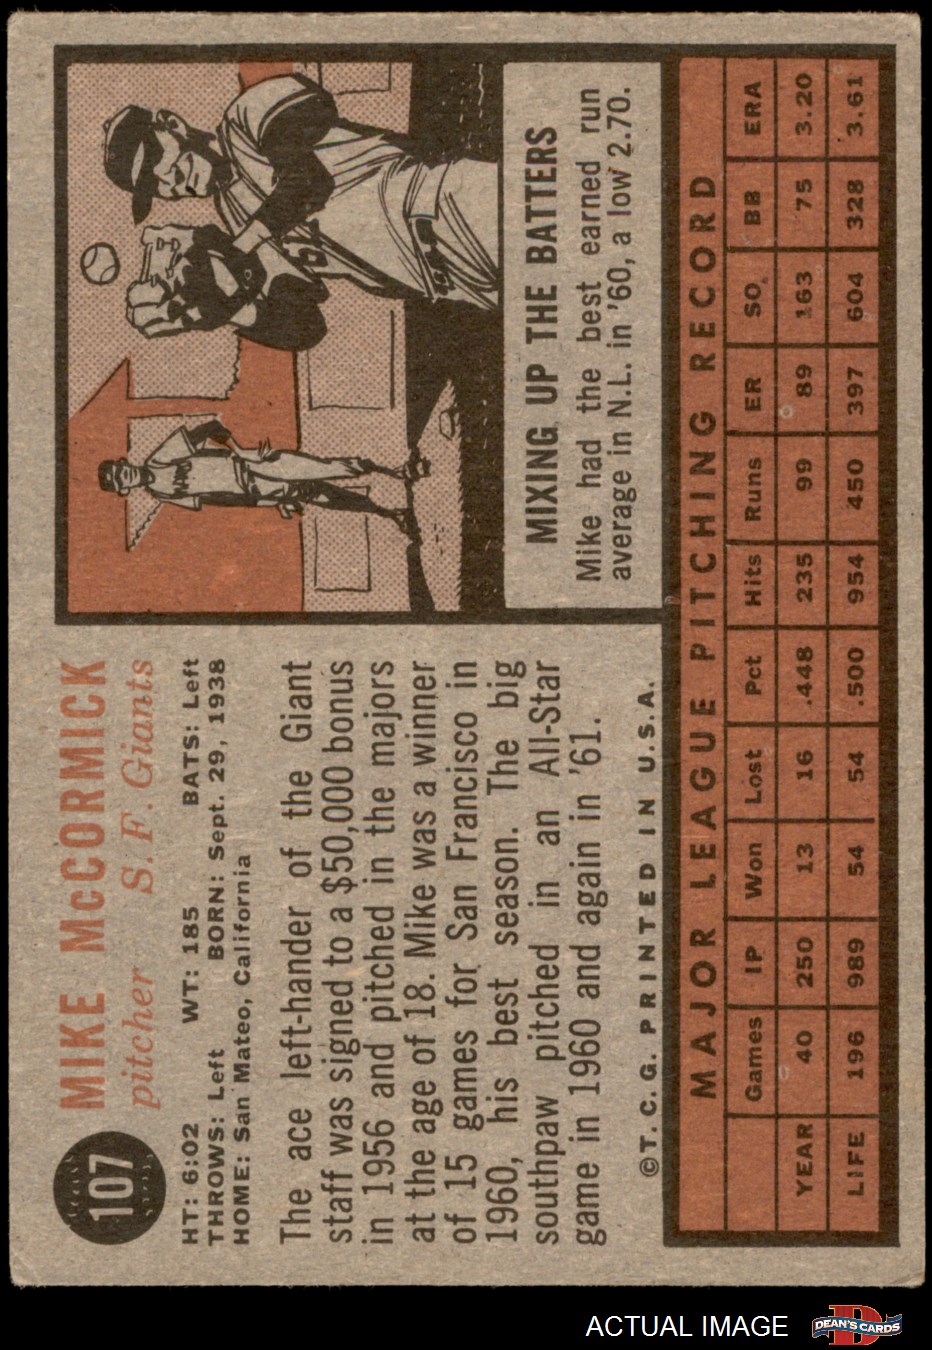 107
MIKE McCORMICK
pitcher S. F. Giants
HT: 6:02 WT: 185 BATS: Left
THROWS: Left BORN: Sept. 29, 1938
HOME: San Mateo, California
The ace left-hander of the Giant
staff was signed to a $50,000 bonus
in 1956 and pitched in the majors
at the age of 18. Mike was a winner
of 15 games for San Francisco in
1960, his best season. The big
southpaw pitched in an All-Star
game in 1960 and again in '61.
©T. C. G. PRINTED IN U.S.A.
MIXING UP THE BATTERS
Mike had the best earned run
average in N.L. in '60, a low 2.70.
MAJOR LEAGUE PITCHING RECORD
Games IP Won Lost Pct Hits Runs ER SO. BB ERA
YEAR 40 250 13 16 .448 235 99 89 163 75 3.20
LIFE 196 989 54 54 .500 954 450 397 604 328 3.61
ACTUAL IMAGE
DEAN'S CARDS